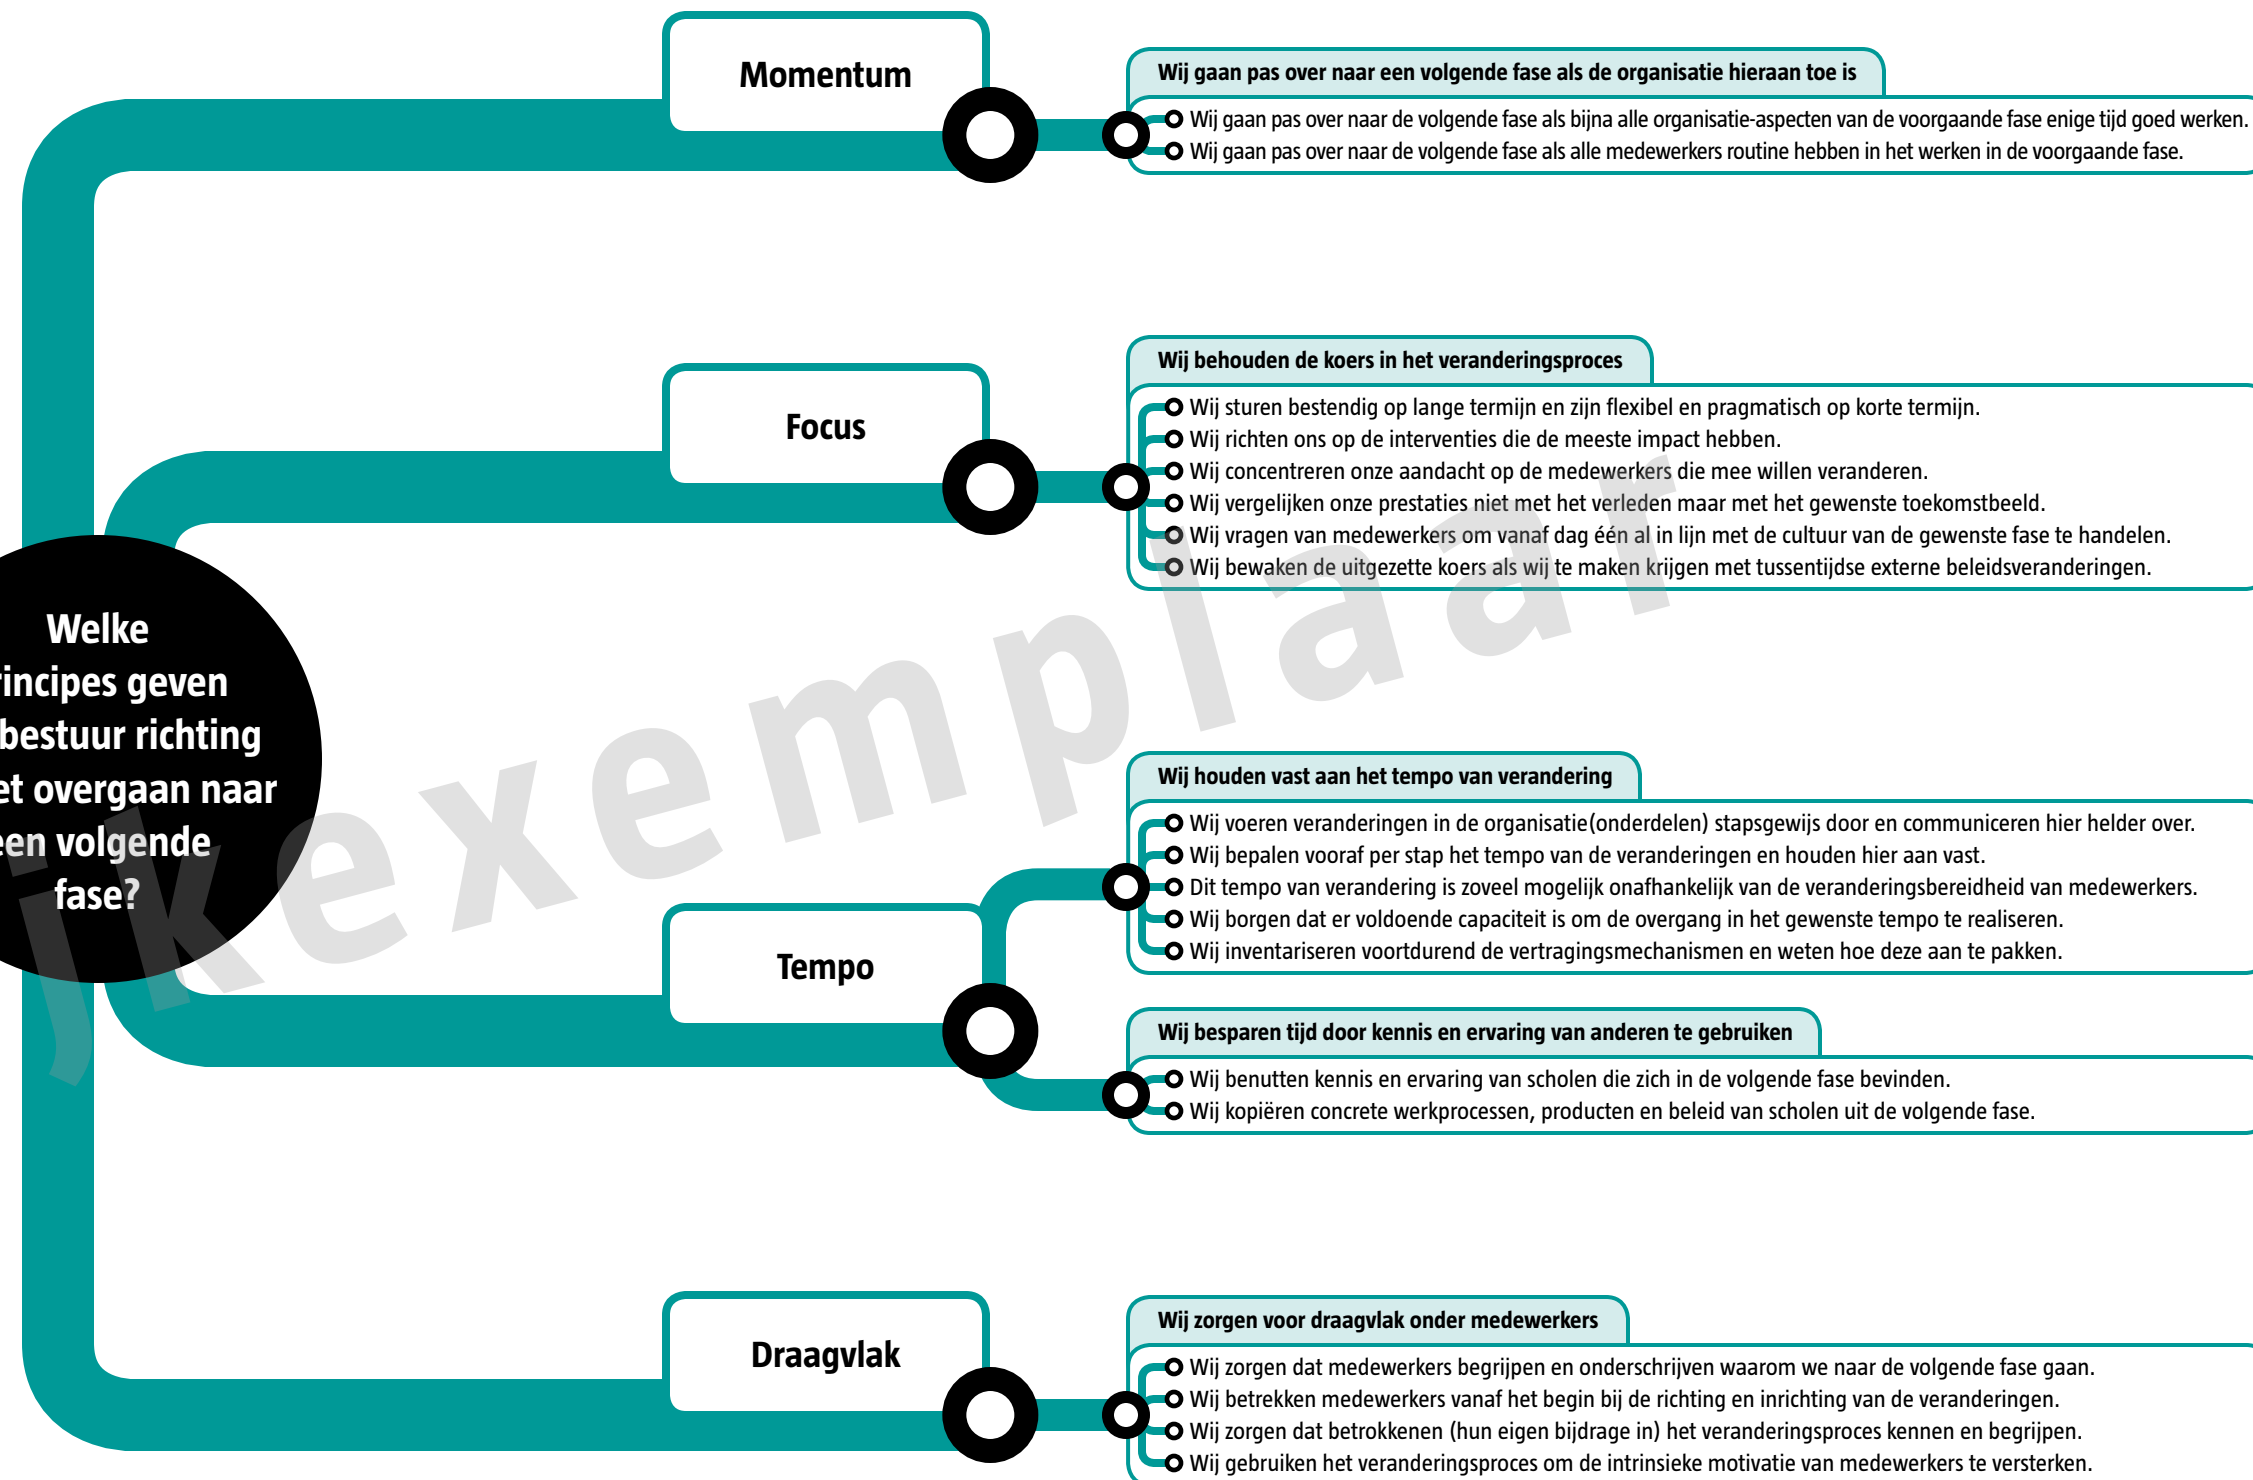 Momentum
Wij gaan pas over naar een volgende fase als de organisatie hieraan toe is
Wij gaan pas over naar de volgende fase als bijna alle organisatie-aspecten van de voorgaande fase enige tijd goed werken.
Wij gaan pas over naar de volgende fase als alle medewerkers routine hebben in het werken in de voorgaande fase.
Focus
Wij behouden de koers in het veranderingsproces
Wij sturen bestendig op lange termijn en zijn flexibel en pragmatisch op korte termijn.
Wij richten ons op de interventies die de meeste impact hebben.
Wij concentreren onze aandacht op de medewerkers die mee willen veranderen.
Wij vergelijken onze prestaties niet met het verleden maar met het gewenste toekomstbeeld.
Wij vragen van medewerkers om vanaf dag één al in lijn met de cultuur van de gewenste fase te handelen.
Wij bewaken de uitgezette koers als wij te maken krijgen met tussentijdse externe beleidsveranderingen.
Welke
rincipes geven
bestuur richting
et overgaan naar
een volgende
fase?
jkexemplaar
Tempo
Wij houden vast aan het tempo van verandering
Wij voeren veranderingen in de organisatie(onderdelen) stapsgewijs door en communiceren hier helder over.
Wij bepalen vooraf per stap het tempo van de veranderingen en houden hier aan vast.
Dit tempo van verandering is zoveel mogelijk onafhankelijk van de veranderingsbereidheid van medewerkers.
Wij borgen dat er voldoende capaciteit is om de overgang in het gewenste tempo te realiseren.
Wij inventariseren voortdurend de vertragingsmechanismen en weten hoe deze aan te pakken.
Wij besparen tijd door kennis en ervaring van anderen te gebruiken
Wij benutten kennis en ervaring van scholen die zich in de volgende fase bevinden.
Wij kopiëren concrete werkprocessen, producten en beleid van scholen uit de volgende fase.
Draagvlak
Wij zorgen voor draagvlak onder medewerkers
Wij zorgen dat medewerkers begrijpen en onderschrijven waarom we naar de volgende fase gaan.
Wij betrekken medewerkers vanaf het begin bij de richting en inrichting van de veranderingen.
Wij zorgen dat betrokkenen (hun eigen bijdrage in) het veranderingsproces kennen en begrijpen.
Wij gebruiken het veranderingsproces om de intrinsieke motivatie van medewerkers te versterken.